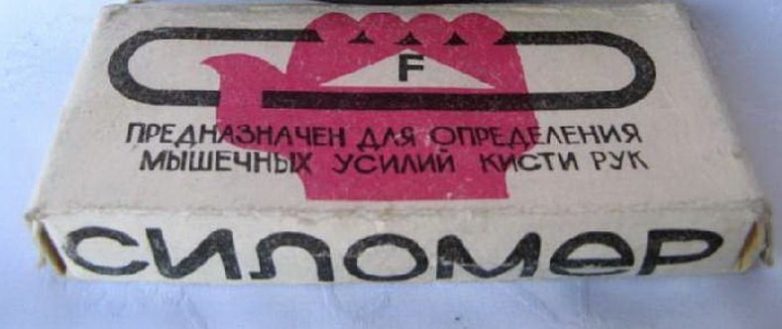 F
ПРЕДНАЗНАЧЕН ДЛЯ ОПРЕДЕЛЕНИЯ
МЫШЕЧНЫХ УСИЛИЙ КИСТИ РУК
СИЛОМЕР